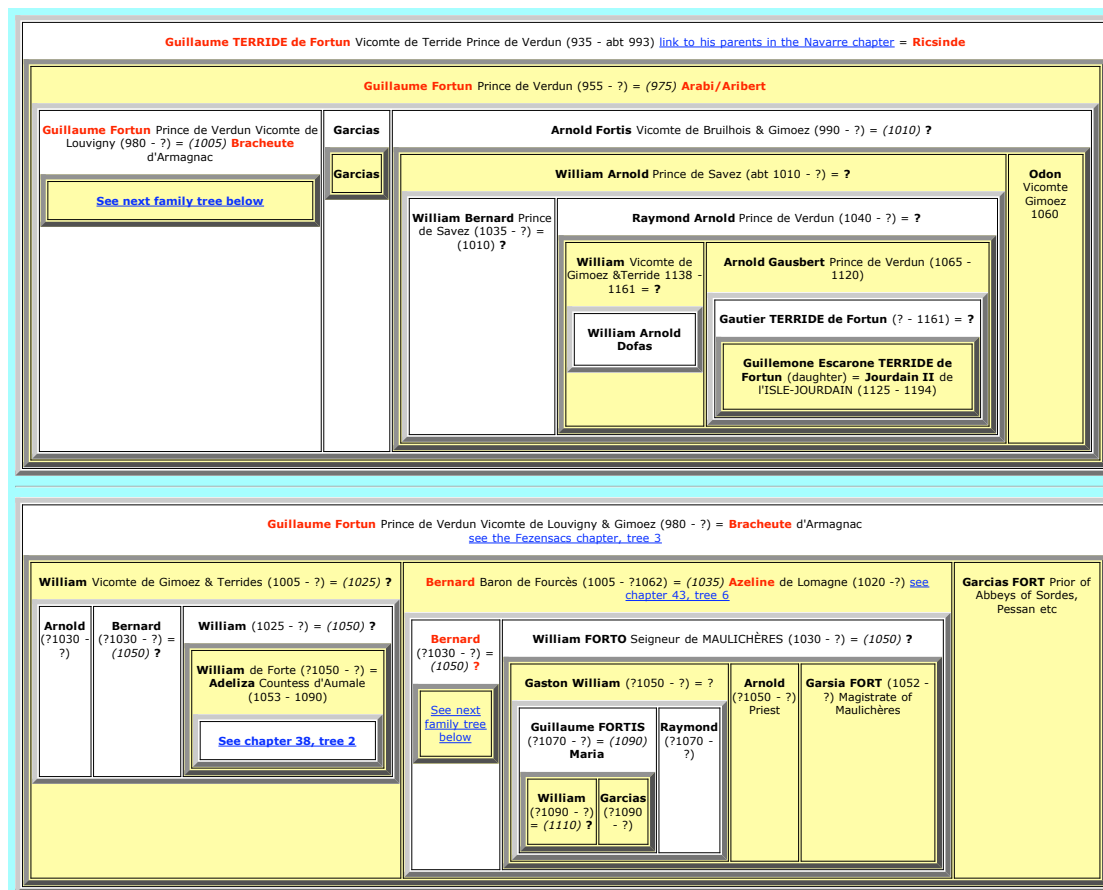 Guillaume TERRIDE de Fortun Vicomte de Terride Prince de Verdun (935 - abt 993) link to his parents in the Navarre chapter = Ricsinde
Guillaume Fortun Prince de Verdun (955 - ?) = (975) Arabi/Aribert
Guillaume Fortun Prince de Verdun Vicomte de
Louvigny (980 - ?) = (1005) Bracheute
d'Armagnac
See next family tree below
Garcias
Garcias
Arnold Fortis Vicomte de Bruilhois & Gimoez (990 - ?) = (1010) ?
William Arnold Prince de Savez (abt 1010 - ?) = ?
William Bernard Prince
de Savez (1035 - ?) =
(1010) ?
Raymond Arnold Prince de Verdun (1040 - ?) = ?
William Vicomte de
Gimoez &Terride 1138 -
1161 = ?
William Arnold
Dofas
Arnold Gausbert Prince de Verdun (1065 -
1120)
Gautier TERRIDE de Fortun (? - 1161) = ?
Guillemone Escarone TERRIDE de
Fortun (daughter) = Jourdain II de
l'ISLE-JOURDAIN (1125 - 1194)
Odon
Vicomte
Gimoez
1060
Guillaume Fortun Prince de Verdun Vicomte de Louvigny & Gimoez (980 - ?) = Bracheute d'Armagnac
see the Fezensacs chapter, tree 3
William Vicomte de Gimoez & Terrides (1005 - ?) = (1025) ?
Arnold
(?1030 -
?)
Bernard
(?1030 - ?) =
(1050) ?
William (1025 - ?) = (1050) ?
William de Forte (?1050 - ?) =
Adeliza Countess d'Aumale
(1053 - 1090)
See chapter 38, tree 2
Bernard Baron de Fourcès (1005 - ?1062) = (1035) Azeline de Lomagne (1020 -?) see
chapter 43, tree 6
Bernard
(?1030 - ?) =
(1050) ?
See next
family tree
below
William FORTO Seigneur de MAULICHÈRES (1030 - ?) = (1050) ?
Gaston William (?1050 - ?) = ?
Guillaume FORTIS
(?1070 - ?) = (1090)
Maria
William
(?1090 - ?)
= (1110) ?
Garcias
(?1090
- ?)
Raymond
(?1070 -
?)
Arnold
(?1050 - ?)
Priest
Garsia FORT (1052 -
?) Magistrate of
Maulichères
Garcias FORT Prior of
Abbeys of Sordes,
Pessan etc